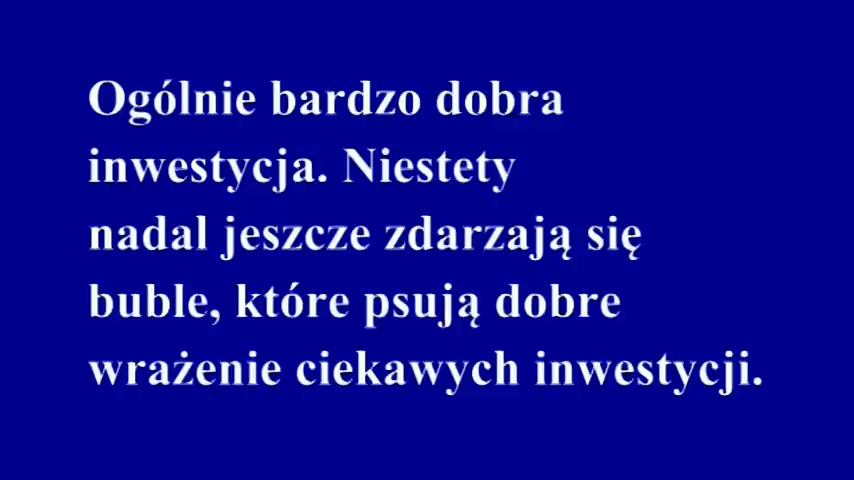 Ogólnie bardzo dobra
inwestycja. Niestety
nadal jeszcze zdarzają się
buble, które psują dobre
wrażenie ciekawych inwestycji.